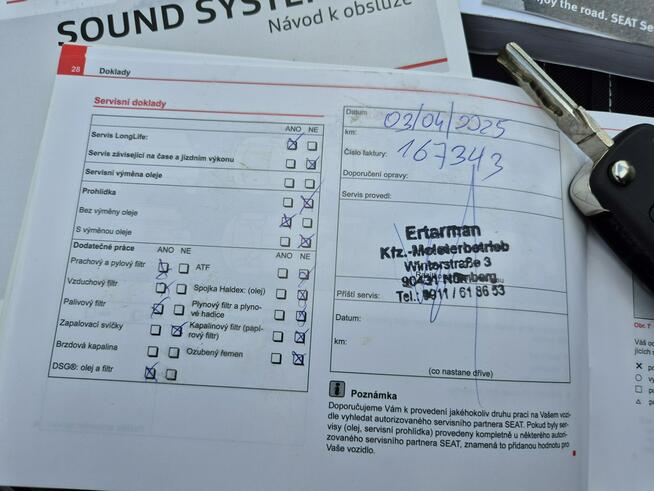 SOUND SYSTEM
Návod k obsluze
enjoy the road. SEAT Se
28 Doklady
Servisní doklady
ANO NE
Servis LongLife:
Servis závisející na čase a jízdním výkonu
Servisní výměna oleje
Prohlídka
Bez výměny oleje
S výměnou oleje
Dodatečné práce ANO NE ANO NE
Prachový a pylový filtr ATF
Vzduchový filtr Spojka Haldex: (olej)
Palivový filtr Plynový filtr a plyno-
vé hadice
Zapalovací svíčky Kapalinový filtr (papí-
rový filtr)
Brzdová kapalina Ozubený řemen
DSG®: olej a filtr
Datum 03/04/2025
km:
Číslo faktury: 167343
Doporučení opravy:
Servis provedl:
Ertarman
Kfz.-Meisterbetrieb
Winterstraße 3
90431 Nürnberg
Tel.: 0911 / 61 86 53
Příští servis:
Datum:
km:
(co nastane dříve)
i Poznámka
Doporučujeme Vám k provedení jakéhokoliv druhu prací na Vašem vozi-
dle vyhledat autorizovaného servisního partnera SEAT. Pokud byly ser-
visy (olej, servisní prohlídka) provedeny kompletně u některého autori-
zovaného servisního partnera SEAT, znamená to přidanou hodnotu pro
Vaše vozidlo.
Obr. 7
Váš od
jících